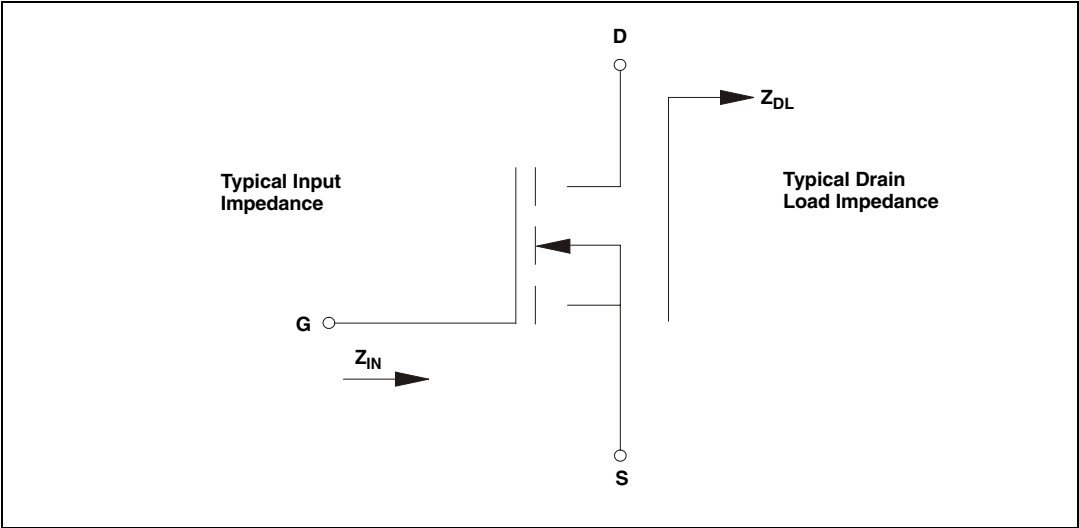 D
Z_DL
Typical Input
Impedance
Typical Drain
Load Impedance
G
Z_IN
S